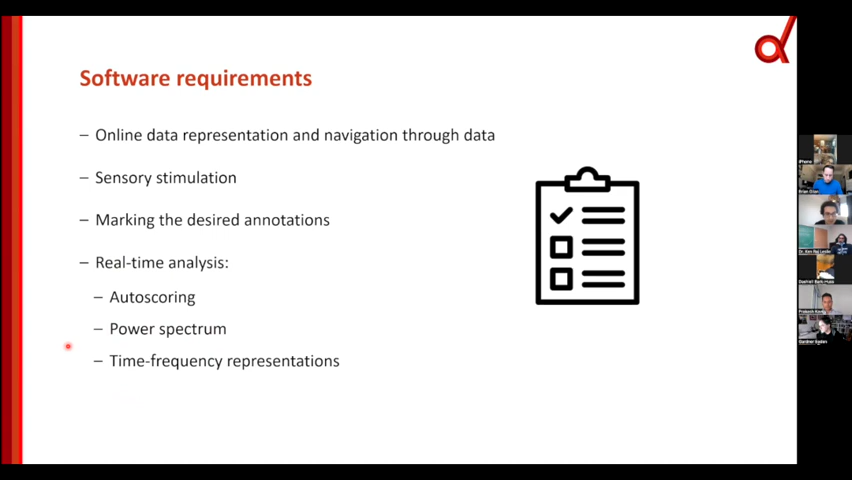 Software requirements
– Online data representation and navigation through data
– Sensory stimulation
– Marking the desired annotations
– Real-time analysis:
– Autoscoring
– Power spectrum
– Time-frequency representations
iPhone